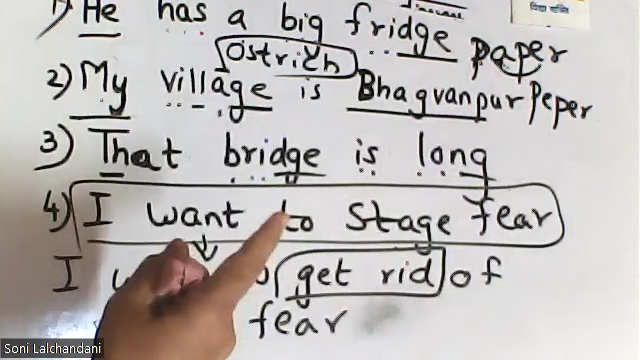 1) He has a big fridge paper
Ostrich
2) My village is Bhagvanpur Peper
3) That bridge is long
4) I want to stage fear
I get rid of
fear
Soni Lalchandani